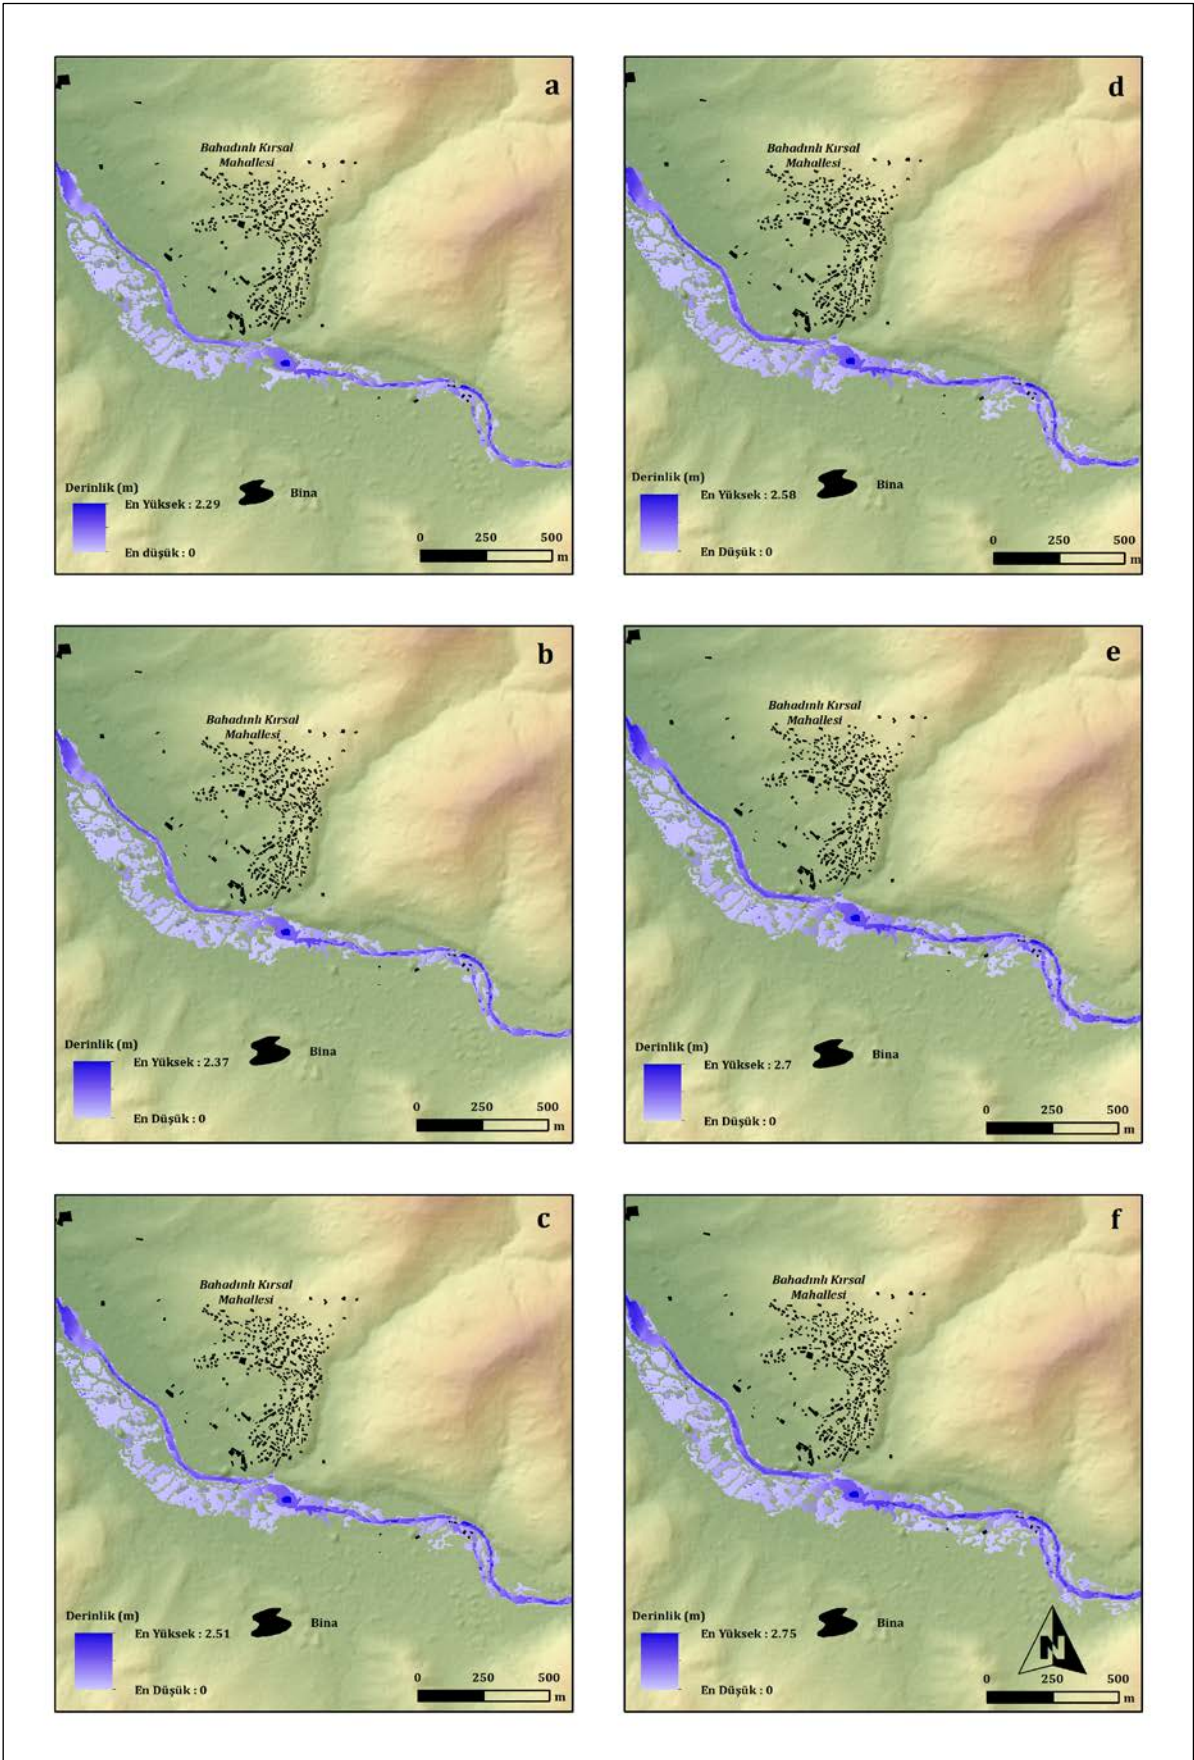 a
Bahadınlı Kırsal
Mahallesi
Derinlik (m)
En Yüksek : 2.29
En düşük : 0
Bina
0 250 500
m
d
Bahadınlı Kırsal
Mahallesi
Derinlik (m)
En Yüksek : 2.58
En Düşük : 0
Bina
0 250 500
m
b
Bahadınlı Kırsal
Mahallesi
Derinlik (m)
En Yüksek : 2.37
En Düşük : 0
Bina
0 250 500
m
e
Bahadınlı Kırsal
Mahallesi
Derinlik (m)
En Yüksek : 2.7
En Düşük : 0
Bina
0 250 500
m
c
Bahadınlı Kırsal
Mahallesi
Derinlik (m)
En Yüksek : 2.51
En Düşük : 0
Bina
0 250 500
m
f
Bahadınlı Kırsal
Mahallesi
Derinlik (m)
En Yüksek : 2.75
En Düşük : 0
Bina
N
0 250 500
m